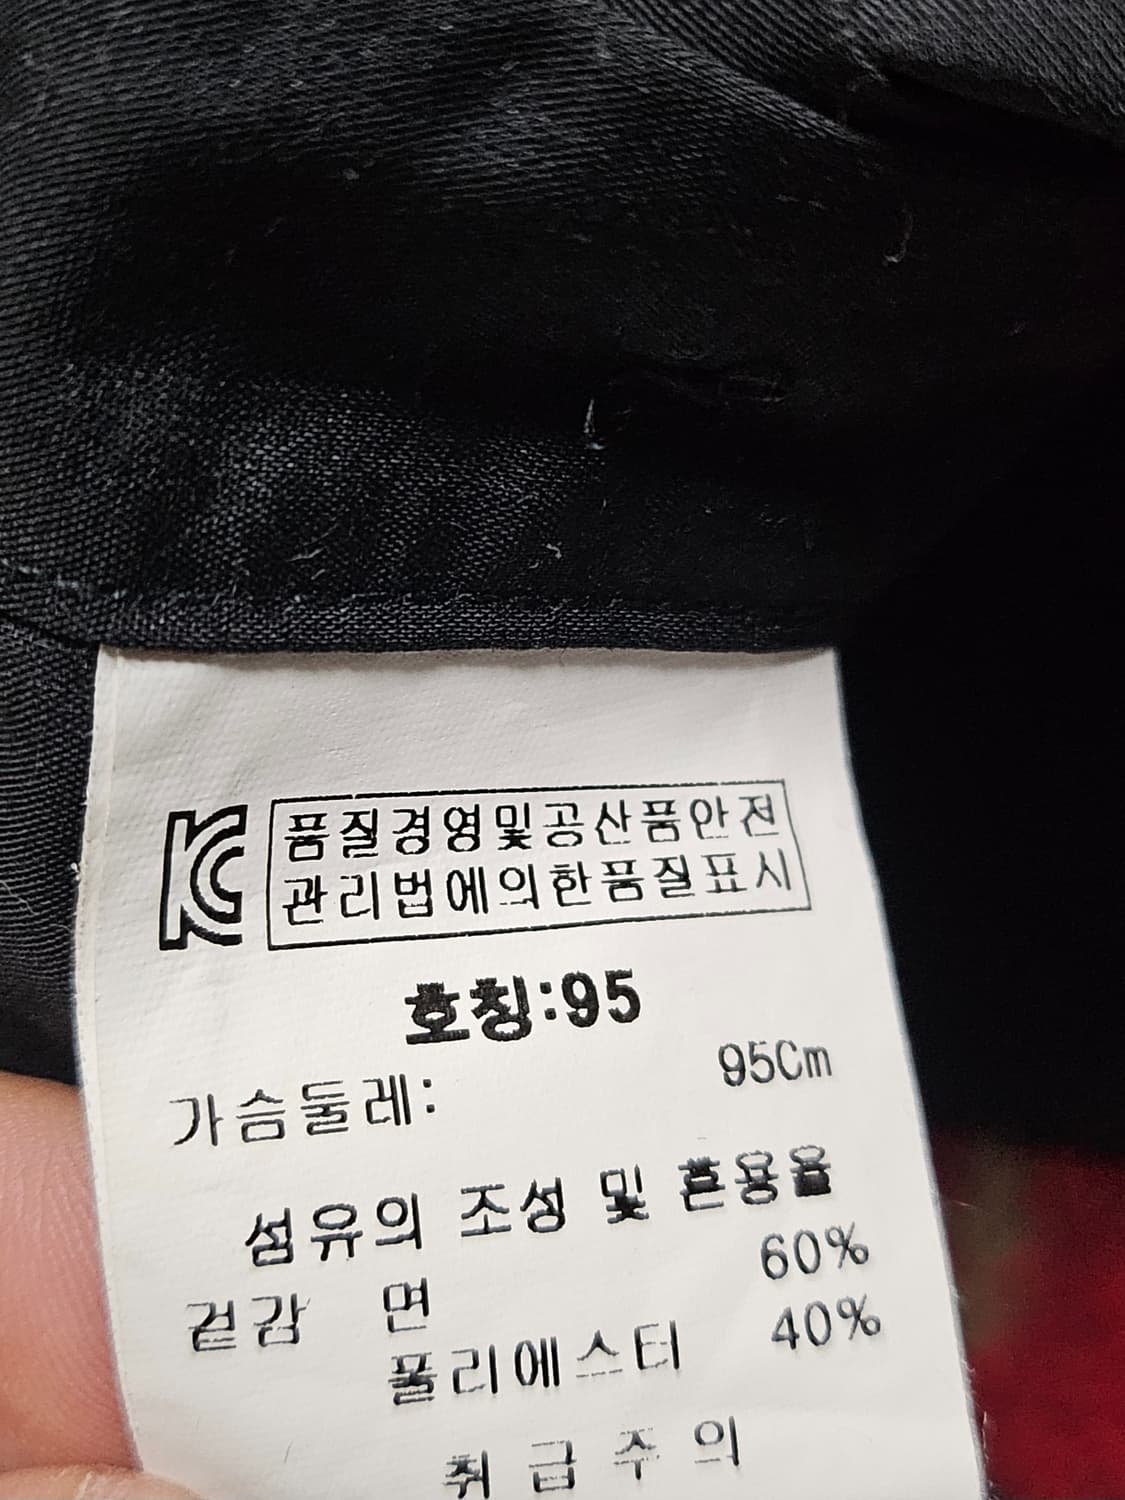 KC
품질경영및공산품안전
관리법에의한품질표시
호칭:95
가슴둘레: 95Cm
섬유의 조성 및 혼용율
겉감 면 60%
폴리에스터 40%
취급주의